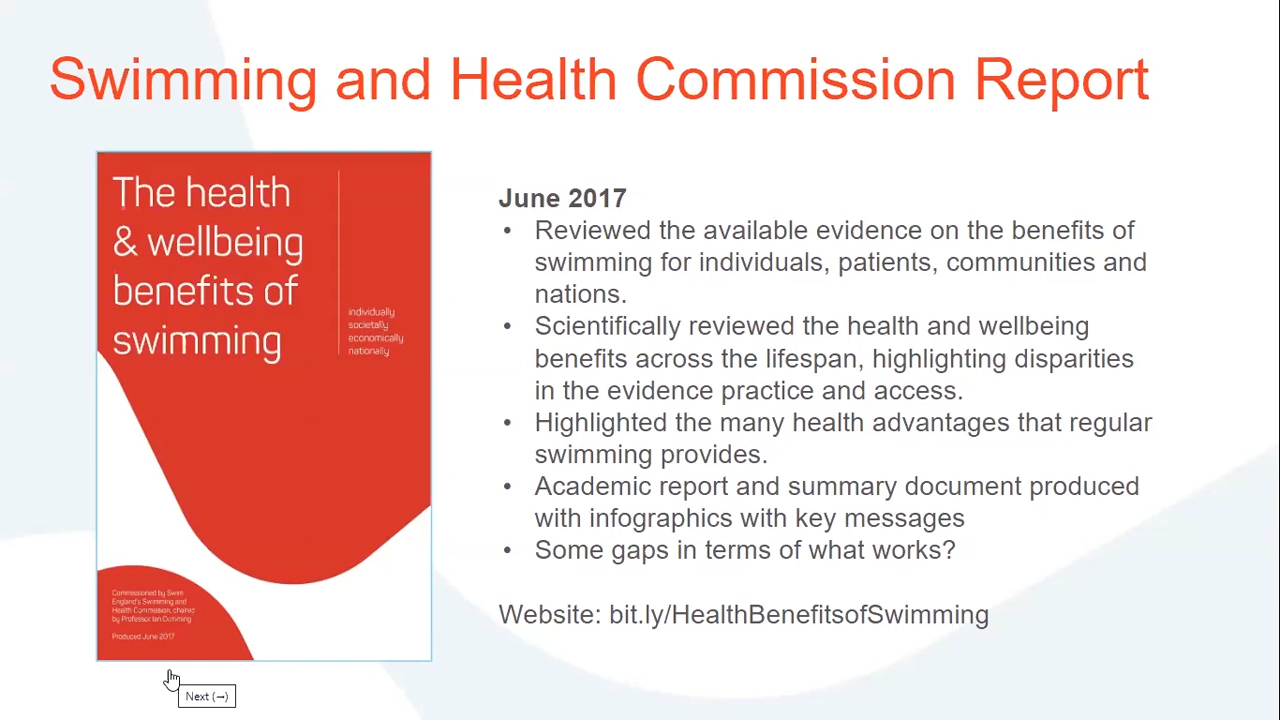 Swimming and Health Commission Report
The health
& wellbeing
benefits of
swimming
individually
societally
economically
nationally
Commissioned by Swim
England's Swimming and
Health Commission, chaired
by Professor Ian Cumming
Produced June 2017
June 2017
• Reviewed the available evidence on the benefits of
swimming for individuals, patients, communities and
nations.
• Scientifically reviewed the health and wellbeing
benefits across the lifespan, highlighting disparities
in the evidence practice and access.
• Highlighted the many health advantages that regular
swimming provides.
• Academic report and summary document produced
with infographics with key messages
• Some gaps in terms of what works?
Website: bit.ly/HealthBenefitsofSwimming
Next (→)